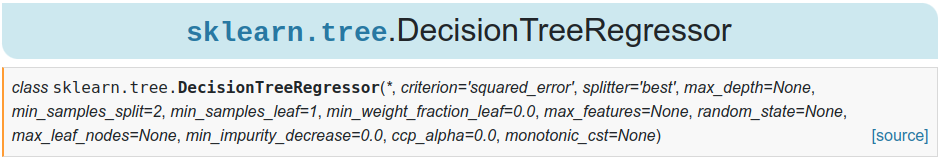 sklearn.tree.DecisionTreeRegressor
class sklearn.tree.DecisionTreeRegressor(*, criterion='squared_error', splitter='best', max_depth=None,
min_samples_split=2, min_samples_leaf=1, min_weight_fraction_leaf=0.0, max_features=None, random_state=None,
max_leaf_nodes=None, min_impurity_decrease=0.0, ccp_alpha=0.0, monotonic_cst=None) [source]